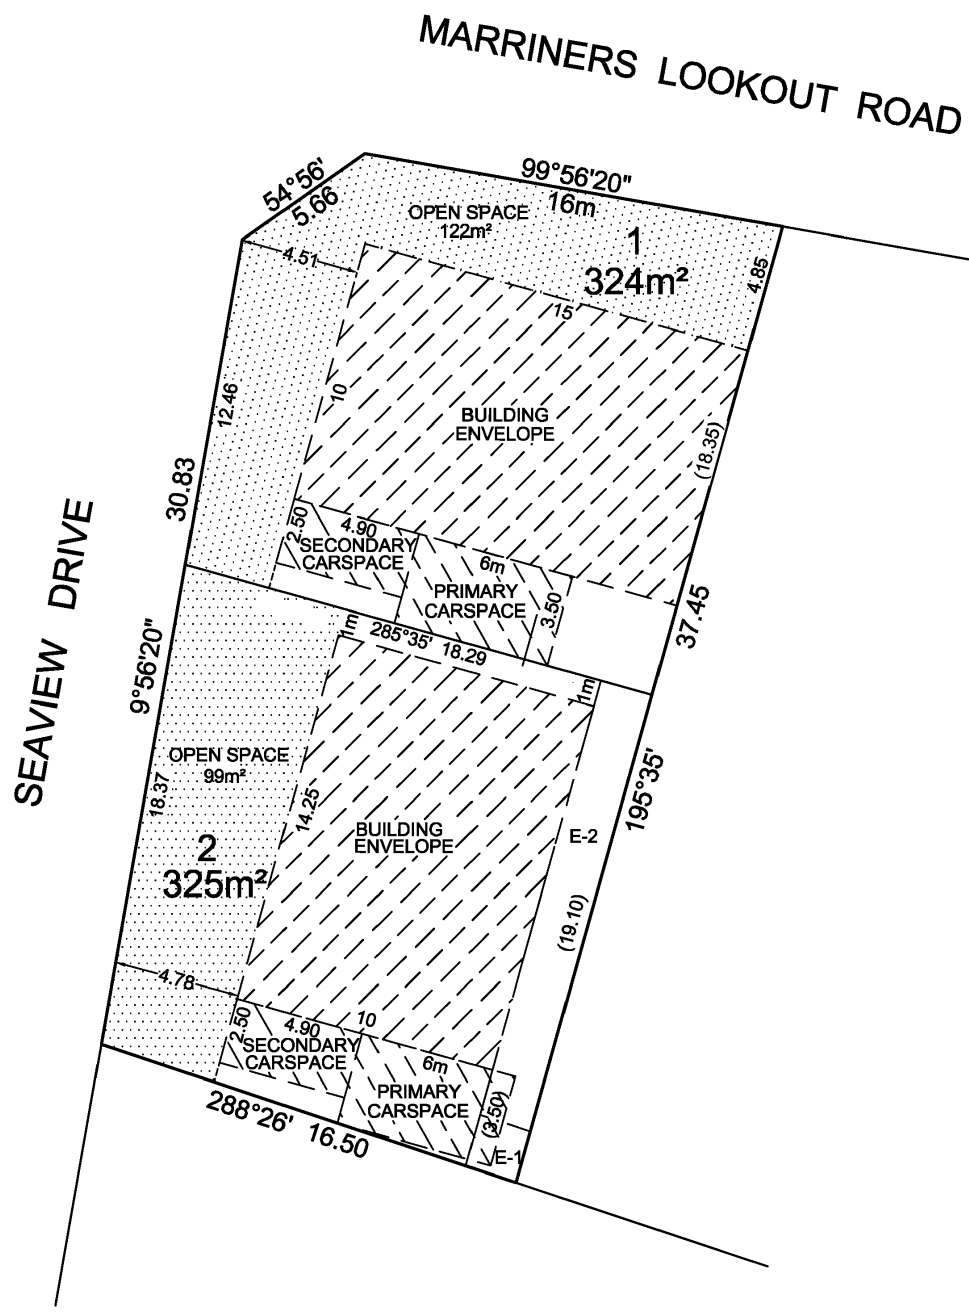 MARRINERS LOOKOUT ROAD
99°56'20"
16m
54°56'
5.66
OPEN SPACE
122m²
1
324m²
4.51
4.85
15
10
12.46
BUILDING
ENVELOPE
(18.35)
30.83
2.50
4.90
SECONDARY
CARSPACE
6m
PRIMARY
CARSPACE
3.50
37.45
SEAVIEW DRIVE
9°56'20"
1m
285°35' 18.29
1m
OPEN SPACE
99m²
18.37
14.25
195°35'
BUILDING
ENVELOPE
E-2
2
325m²
(19.10)
4.78
2.50
4.90
10
SECONDARY
CARSPACE
6m
PRIMARY
CARSPACE
(3.50)
E-1
288°26' 16.50